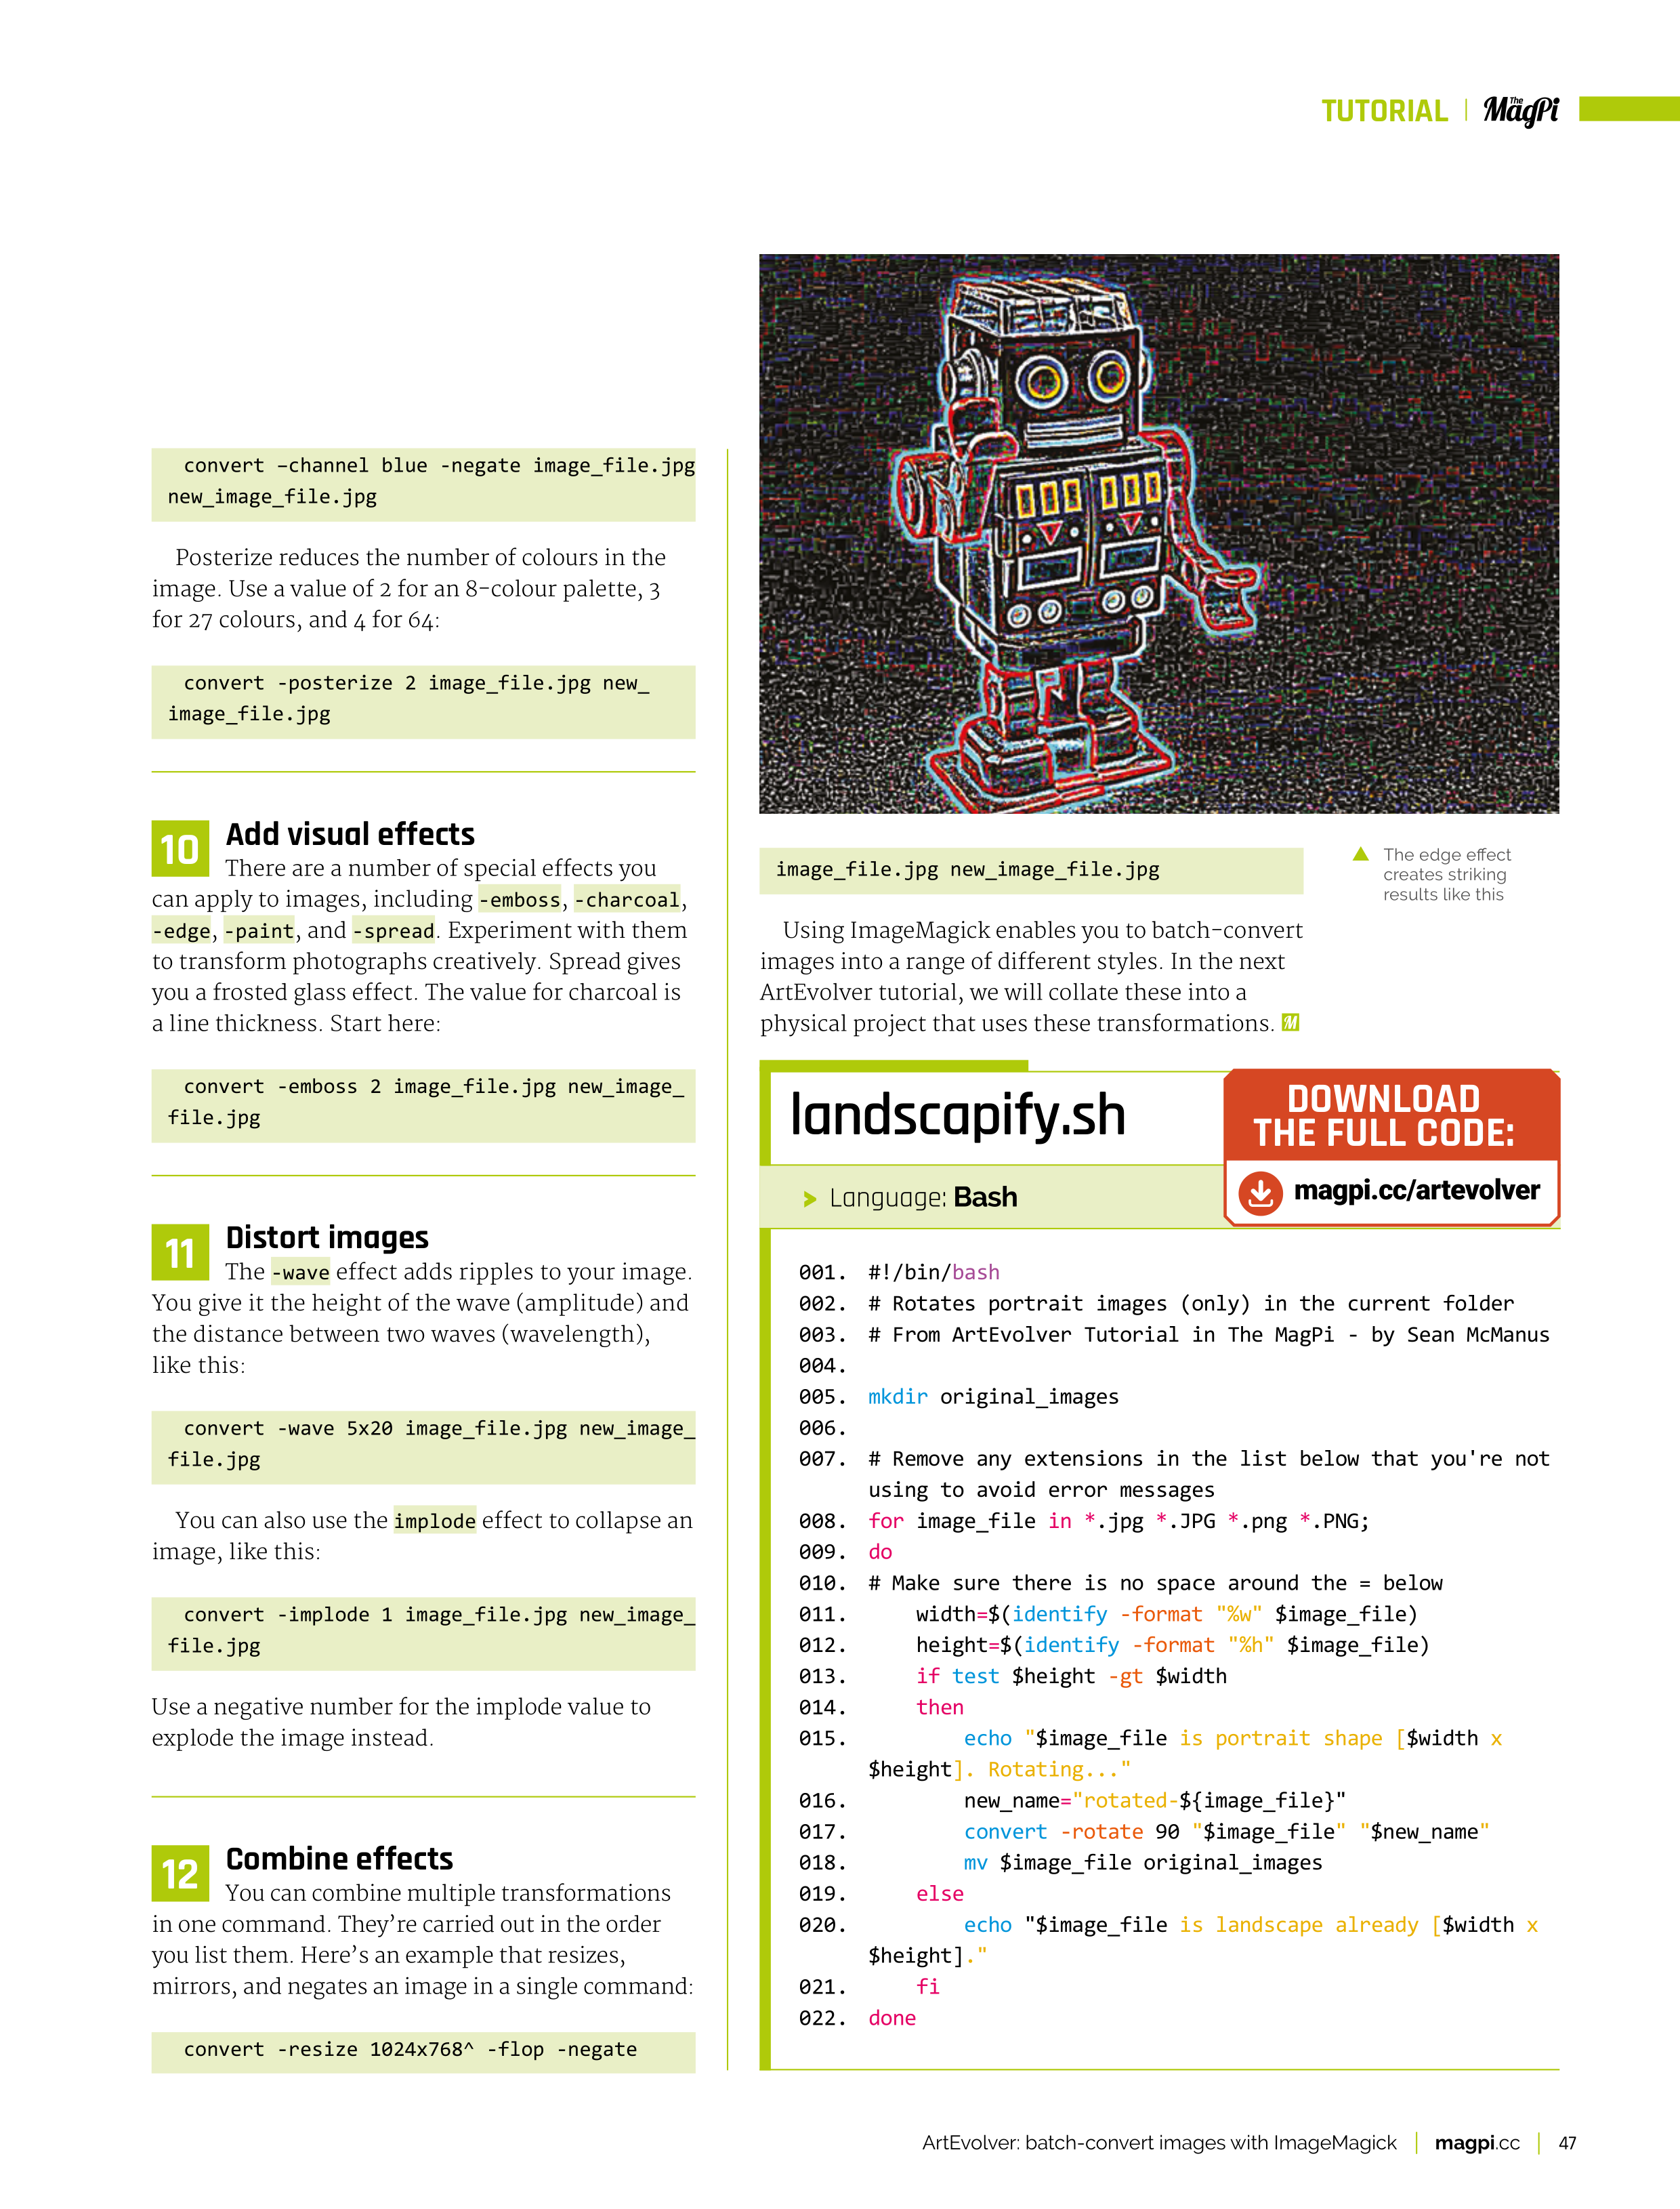 TUTORIAL
The MagPi
convert –channel blue -negate image_file.jpg
new_image_file.jpg
Posterize reduces the number of colours in the
image. Use a value of 2 for an 8-colour palette, 3
for 27 colours, and 4 for 64:
convert -posterize 2 image_file.jpg new_
image_file.jpg
10 Add visual effects
There are a number of special effects you
can apply to images, including -emboss, -charcoal,
-edge, -paint, and -spread. Experiment with them
to transform photographs creatively. Spread gives
you a frosted glass effect. The value for charcoal is
a line thickness. Start here:
convert -emboss 2 image_file.jpg new_image_
file.jpg
11 Distort images
The -wave effect adds ripples to your image.
You give it the height of the wave (amplitude) and
the distance between two waves (wavelength),
like this:
convert -wave 5x20 image_file.jpg new_image_
file.jpg
You can also use the implode effect to collapse an
image, like this:
convert -implode 1 image_file.jpg new_image_
file.jpg
Use a negative number for the implode value to
explode the image instead.
12 Combine effects
You can combine multiple transformations
in one command. They’re carried out in the order
you list them. Here’s an example that resizes,
mirrors, and negates an image in a single command:
convert -resize 1024x768^ -flop -negate
image_file.jpg new_image_file.jpg
The edge effect
creates striking
results like this
Using ImageMagick enables you to batch-convert
images into a range of different styles. In the next
ArtEvolver tutorial, we will collate these into a
physical project that uses these transformations. M
landscapify.sh
> Language: Bash
DOWNLOAD
THE FULL CODE:
magpi.cc/artevolver
001. #!/bin/bash
002. # Rotates portrait images (only) in the current folder
003. # From ArtEvolver Tutorial in The MagPi - by Sean McManus
004.
005. mkdir original_images
006.
007. # Remove any extensions in the list below that you're not
using to avoid error messages
008. for image_file in *.jpg *.JPG *.png *.PNG;
009. do
010. # Make sure there is no space around the = below
011. width=$(identify -format "%w" $image_file)
012. height=$(identify -format "%h" $image_file)
013. if test $height -gt $width
014. then
015. echo "$image_file is portrait shape [$width x
$height]. Rotating..."
016. new_name="rotated-${image_file}"
017. convert -rotate 90 "$image_file" "$new_name"
018. mv $image_file original_images
019. else
020. echo "$image_file is landscape already [$width x
$height]."
021. fi
022. done
ArtEvolver: batch-convert images with ImageMagick | magpi.cc | 47